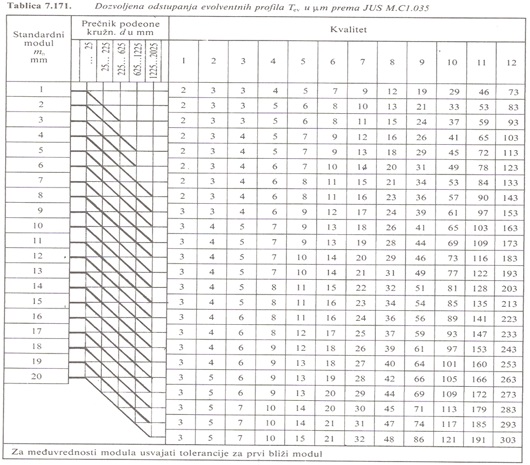 Tablica 7.171. Dozvoljena odstupanja evolventnih profila Tₑᵥ u µm prema JUS M.C1.035
Standardni modul mₙ mm
Prečnik podeone kružn. d u mm
... 25
25... 225
225... 625
625...1225
1225...2025
Kvalitet
1 2 3 4 5 6 7 8 9 10 11 12
1 2 3 3 4 5 7 9 12 19 29 46 73
2 2 3 3 5 6 8 10 13 21 33 53 83
3 2 3 3 5 6 8 11 15 24 37 59 93
4 2 3 4 5 7 9 12 16 26 41 65 103
5 2 3 4 5 7 9 13 18 29 45 72 113
6 2 3 4 6 7 10 14 20 31 49 78 123
7 2 3 4 6 8 11 15 21 34 53 84 133
8 2 3 4 6 8 11 16 23 36 57 90 143
9 3 3 4 6 9 12 17 24 39 61 97 153
10 3 4 5 7 9 13 18 26 41 65 103 163
11 3 4 5 7 9 13 19 28 44 69 109 173
12 3 4 5 7 10 14 20 29 46 73 116 183
13 3 4 5 7 10 14 21 31 49 77 122 193
14 3 4 5 8 11 15 22 32 51 81 128 203
15 3 4 5 8 11 16 23 34 54 85 135 213
16 3 4 6 8 11 16 24 36 56 89 141 223
17 3 4 6 8 12 17 25 37 59 93 147 233
18 3 4 6 9 12 18 26 39 61 97 153 243
19 3 4 6 9 13 18 27 40 64 101 160 253
20 3 5 6 9 13 19 28 42 66 105 166 263
3 5 6 9 13 20 29 44 69 109 172 273
3 5 7 10 14 20 30 45 71 113 179 283
3 5 7 10 14 21 31 47 74 117 185 293
3 5 7 10 15 21 32 48 86 121 191 303
Za međuvrednosti modula usvajati tolerancije za prvi bliži modul